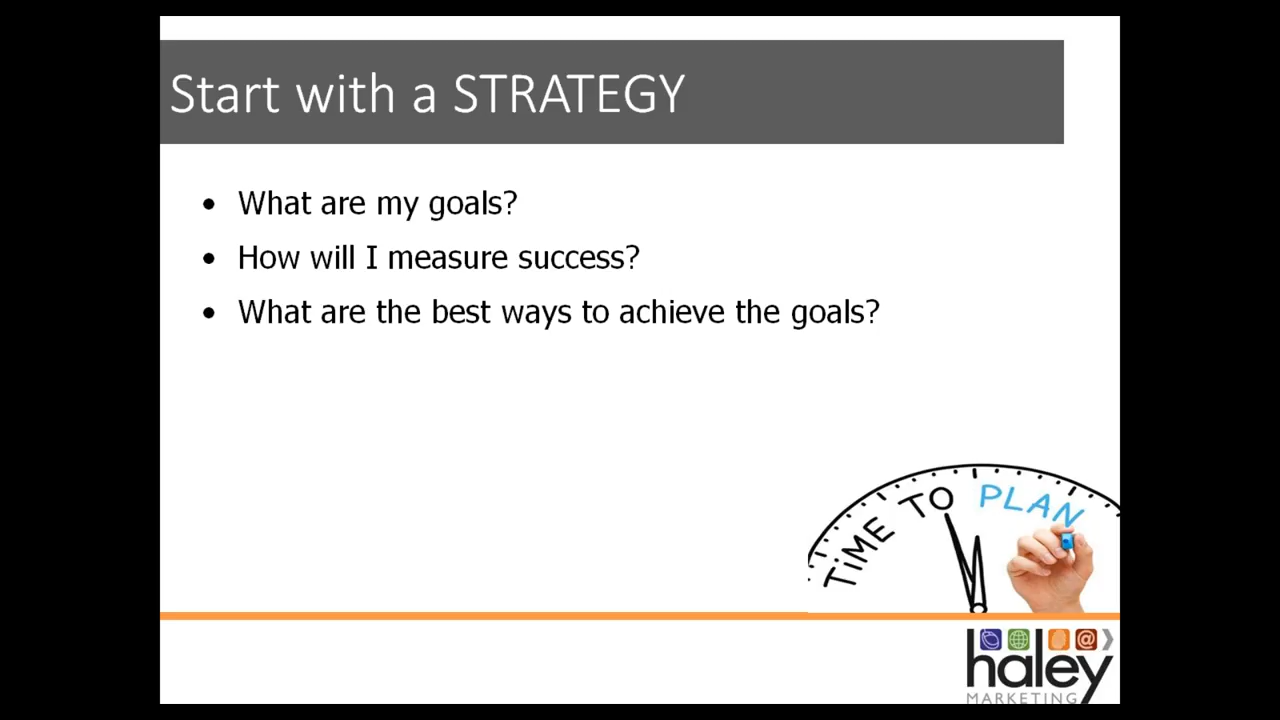 Start with a STRATEGY
• What are my goals?
• How will I measure success?
• What are the best ways to achieve the goals?
TiME TO PLAN
@
haley
MARKETING